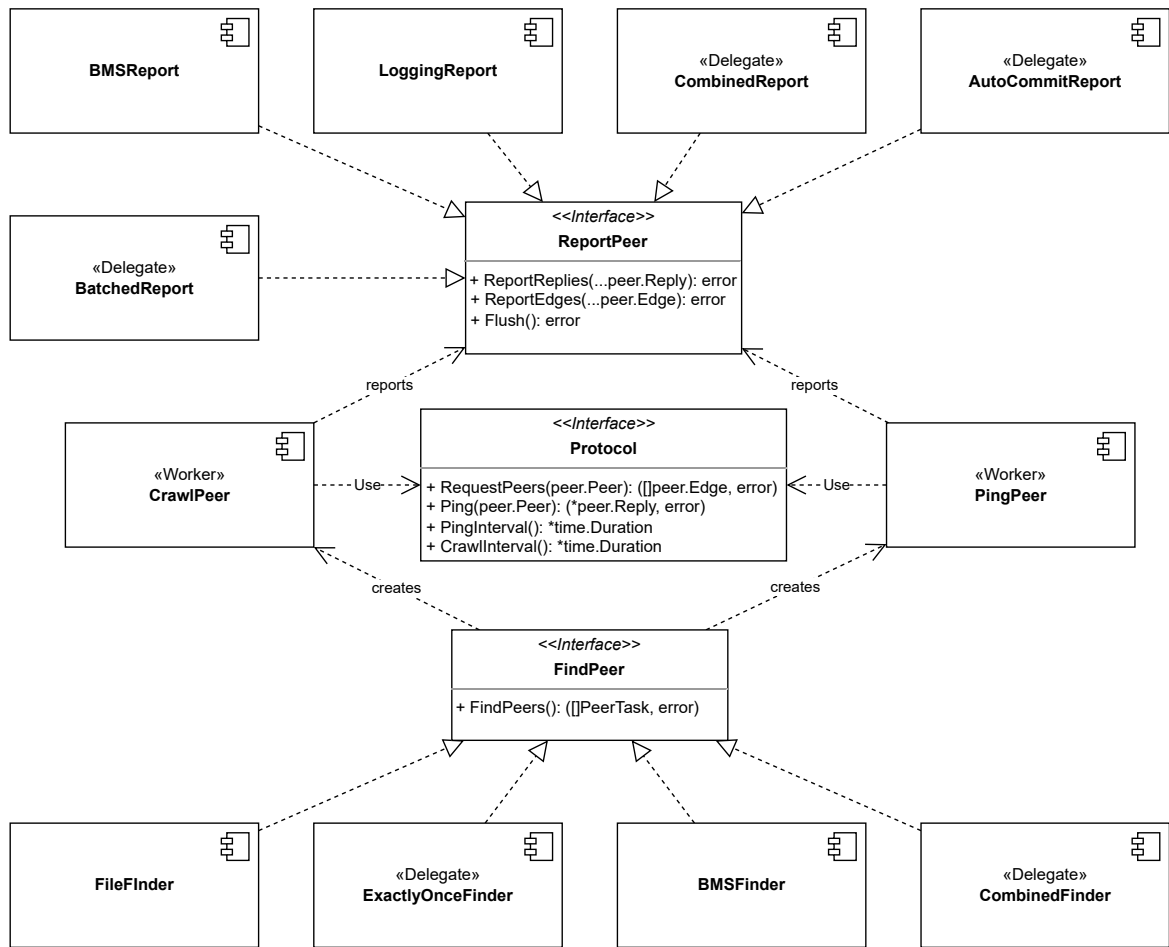 BMSReport
LoggingReport
«Delegate»
CombinedReport
«Delegate»
AutoCommitReport
«Delegate»
BatchedReport
<<Interface>>
ReportPeer
+ ReportReplies(...peer.Reply): error
+ ReportEdges(...peer.Edge): error
+ Flush(): error
reports
reports
«Worker»
CrawlPeer
Use
<<Interface>>
Protocol
+ RequestPeers(peer.Peer): ([]peer.Edge, error)
+ Ping(peer.Peer): (*peer.Reply, error)
+ PingInterval(): *time.Duration
+ CrawlInterval(): *time.Duration
Use
«Worker»
PingPeer
creates
creates
<<Interface>>
FindPeer
+ FindPeers(): ([]PeerTask, error)
FileFInder
«Delegate»
ExactlyOnceFinder
BMSFinder
«Delegate»
CombinedFinder